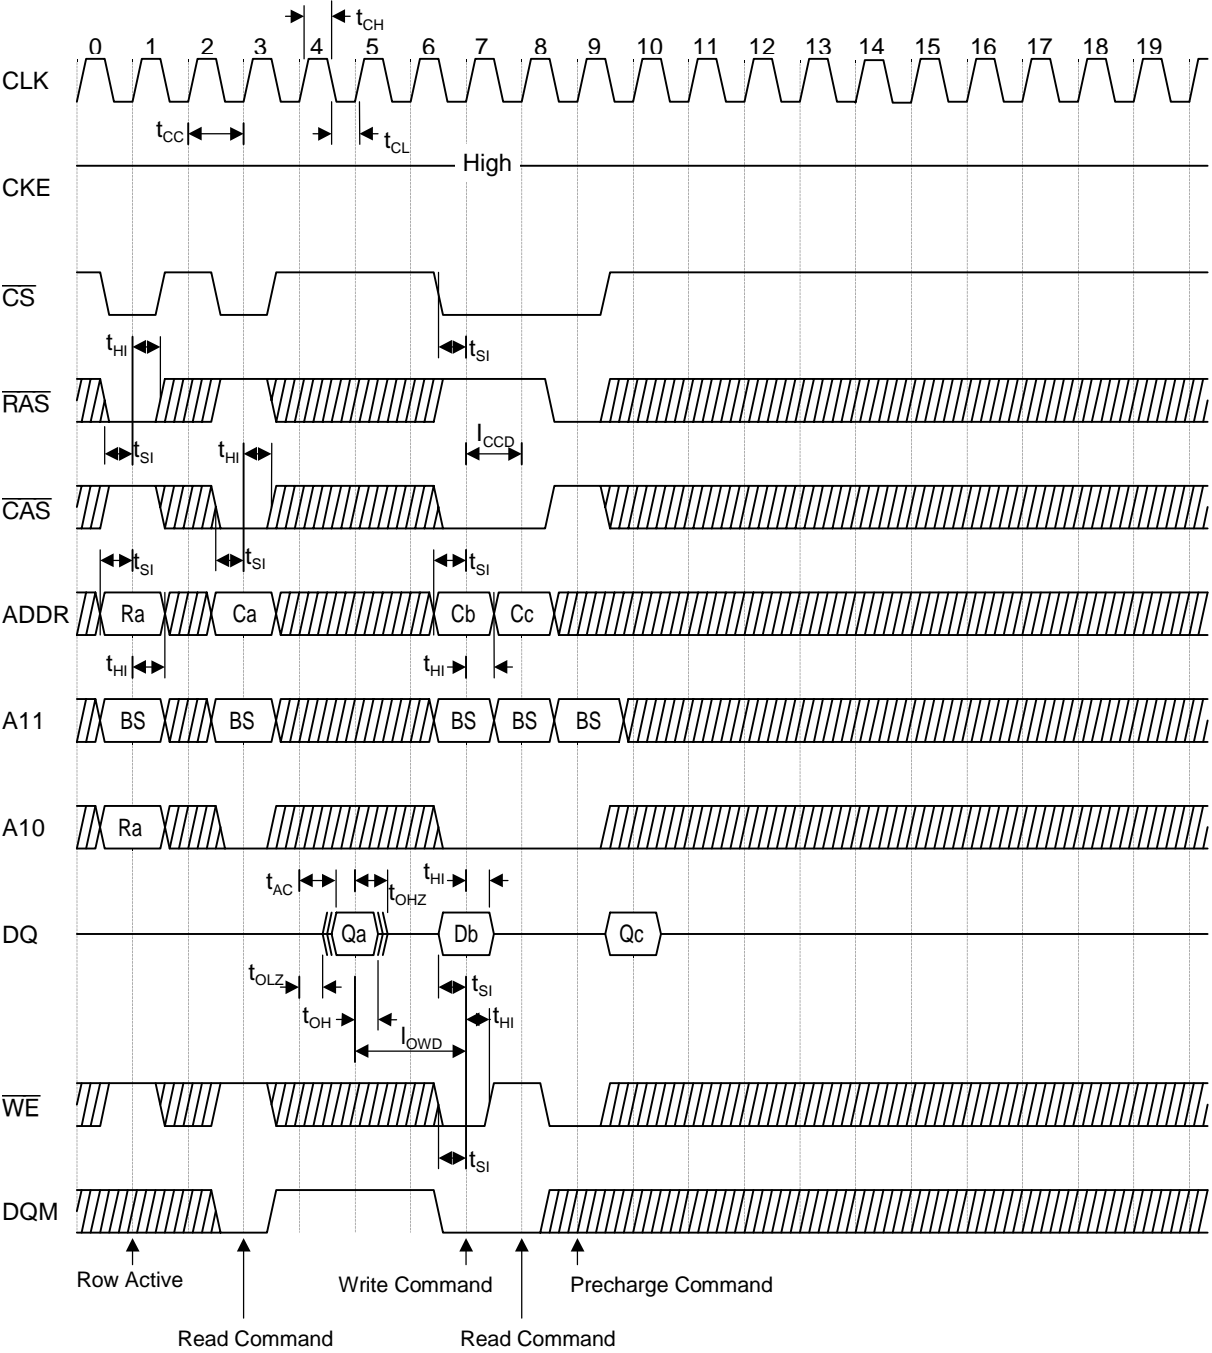 tCH
0 1 2 3 4 5 6 7 8 9 10 11 12 13 14 15 16 17 18 19
CLK
tCC tCL
High
CKE
CS
tHI tSI
RAS
tSI tHI lCCD
CAS
tSI tSI tSI
ADDR Ra Ca Cb Cc
tHI tHI
A11 BS BS BS BS BS
A10 Ra
tAC tOHZ tHI
DQ Qa Db Qc
tOLZ tSI
tOH lOWD tHI
WE
tSI
DQM
Row Active Write Command Precharge Command
Read Command Read Command